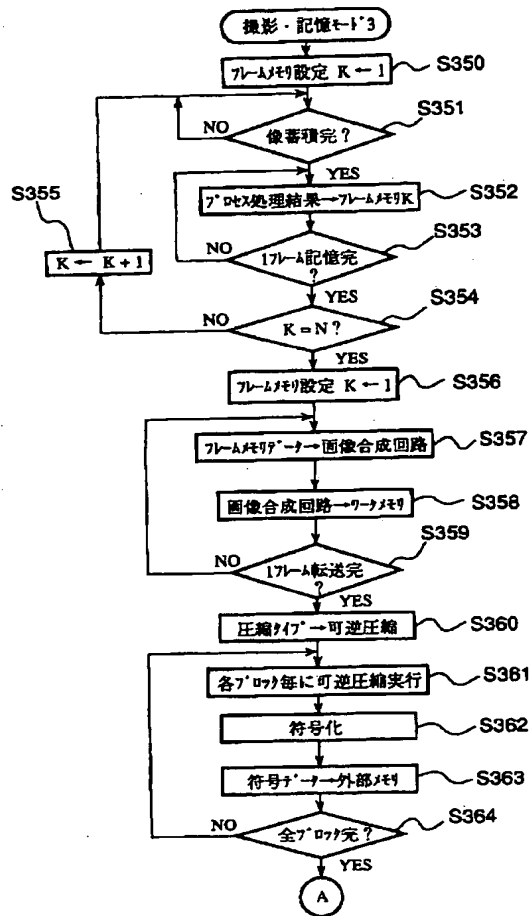 撮影・記憶モード3
フレームメモリ設定 K ← 1
S350
像蓄積完?
S351
NO
YES
プロセス処理結果→フレームメモリK
S352
S355
K ← K + 1
1フレーム記憶完
?
S353
YES
K = N ?
S354
NO
YES
フレームメモリ設定 K ← 1
S356
フレームメモリデータ→画像合成回路
S357
画像合成回路→ワークメモリ
S358
1フレーム転送完
?
S359
NO
YES
圧縮タイプ→可逆圧縮
S360
各ブロック毎に可逆圧縮実行
S361
符号化
S362
符号データ→外部メモリ
S363
全ブロック完?
S364
NO
YES
A